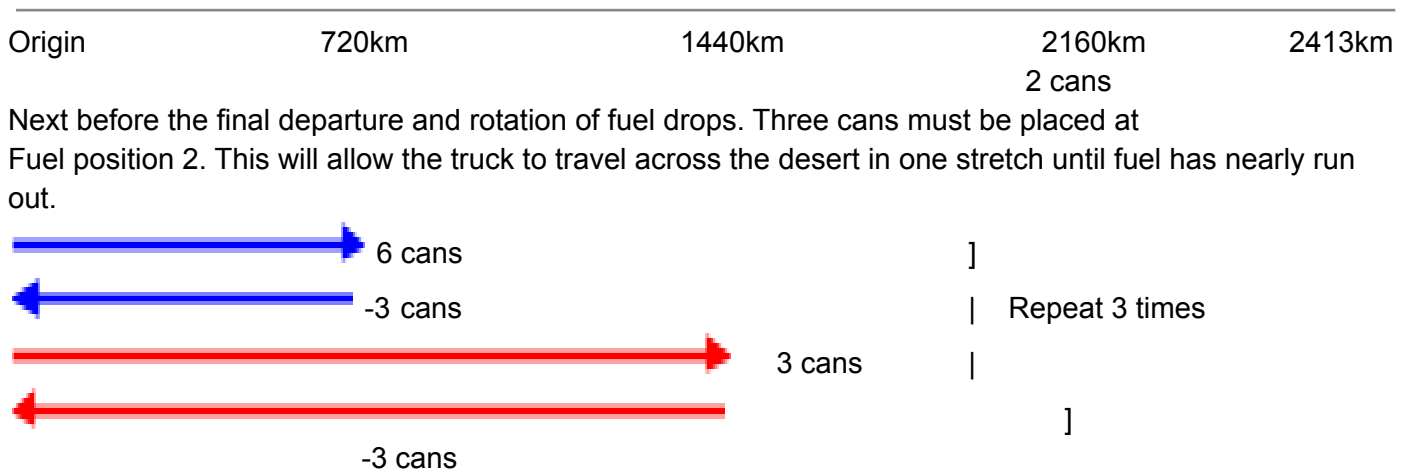 Origin 720km 1440km 2160km 2413km
2 cans
Next before the final departure and rotation of fuel drops. Three cans must be placed at
Fuel position 2. This will allow the truck to travel across the desert in one stretch until fuel has nearly run
out.
6 cans ]
-3 cans | Repeat 3 times
3 cans |
]
-3 cans